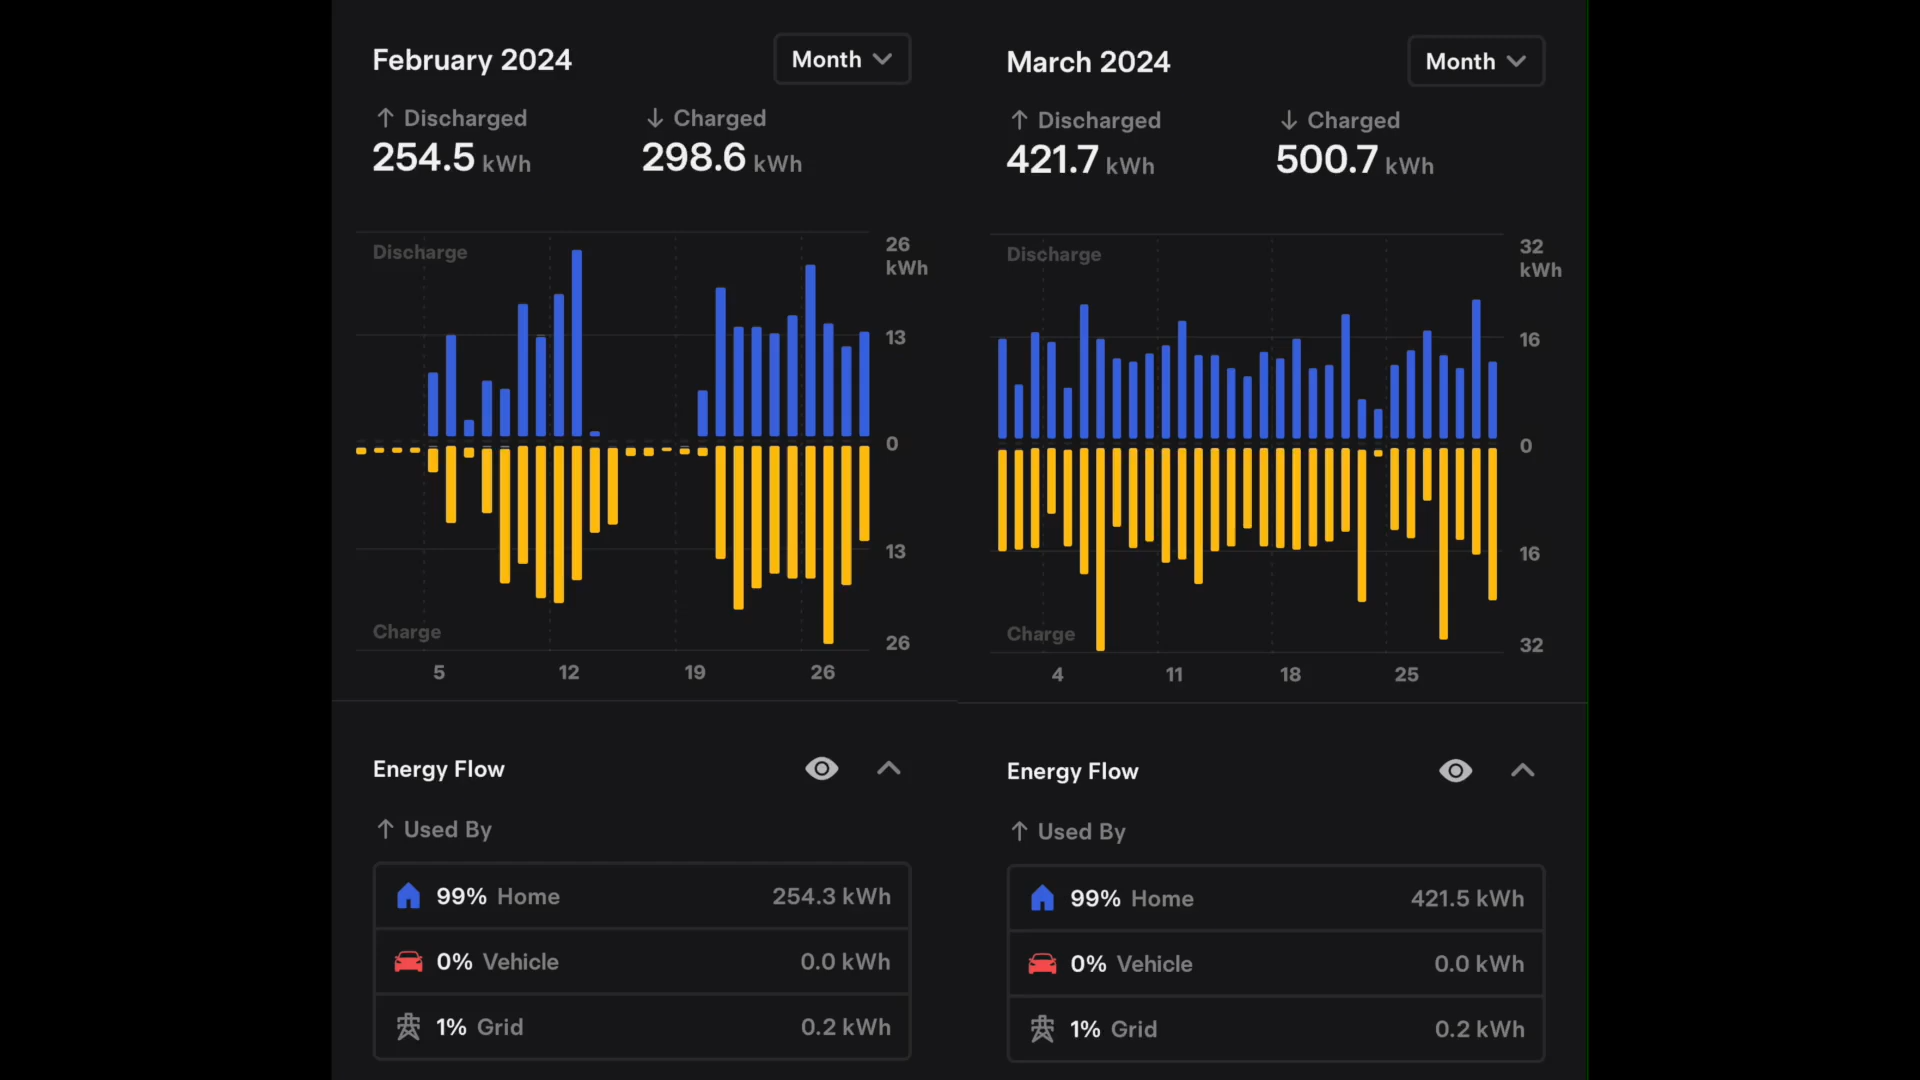 February 2024
Month
↑ Discharged
254.5 kWh
↓ Charged
298.6 kWh
Discharge
26
kWh
13
0
13
Charge
26
5 12 19 26
Energy Flow
↑ Used By
99% Home 254.3 kWh
0% Vehicle 0.0 kWh
1% Grid 0.2 kWh
March 2024
Month
↑ Discharged
421.7 kWh
↓ Charged
500.7 kWh
Discharge
32
kWh
16
0
16
Charge
32
4 11 18 25
Energy Flow
↑ Used By
99% Home 421.5 kWh
0% Vehicle 0.0 kWh
1% Grid 0.2 kWh